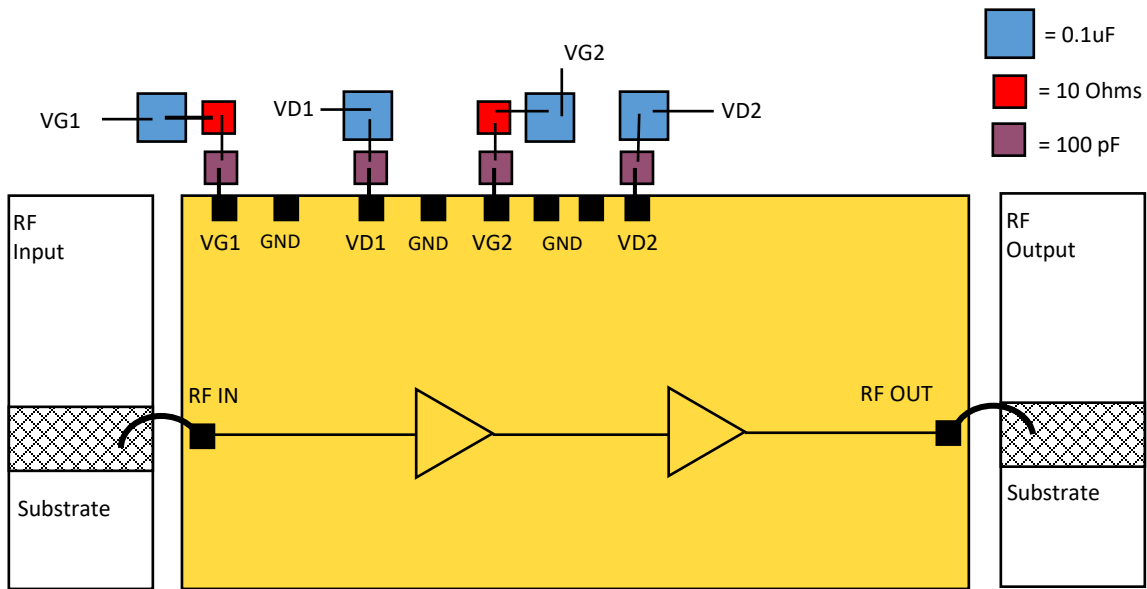 VG2
= 0.1uF
VG1
VD1
VD2
= 10 Ohms
= 100 pF
RF
Input
VG1
GND
VD1
GND
VG2
GND
VD2
RF
Output
RF IN
RF OUT
Substrate
Substrate